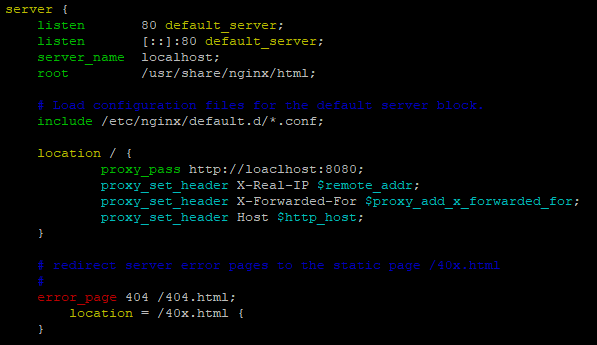 server {
    listen       80 default_server;
    listen       [::]:80 default_server;
    server_name  localhost;
    root         /usr/share/nginx/html;

    # Load configuration files for the default server block.
    include /etc/nginx/default.d/*.conf;

    location / {
            proxy_pass http://loaclhost:8080;
            proxy_set_header X-Real-IP $remote_addr;
            proxy_set_header X-Forwarded-For $proxy_add_x_forwarded_for;
            proxy_set_header Host $http_host;
    }

    # redirect server error pages to the static page /40x.html
    #
    error_page 404 /404.html;
        location = /40x.html {
    }